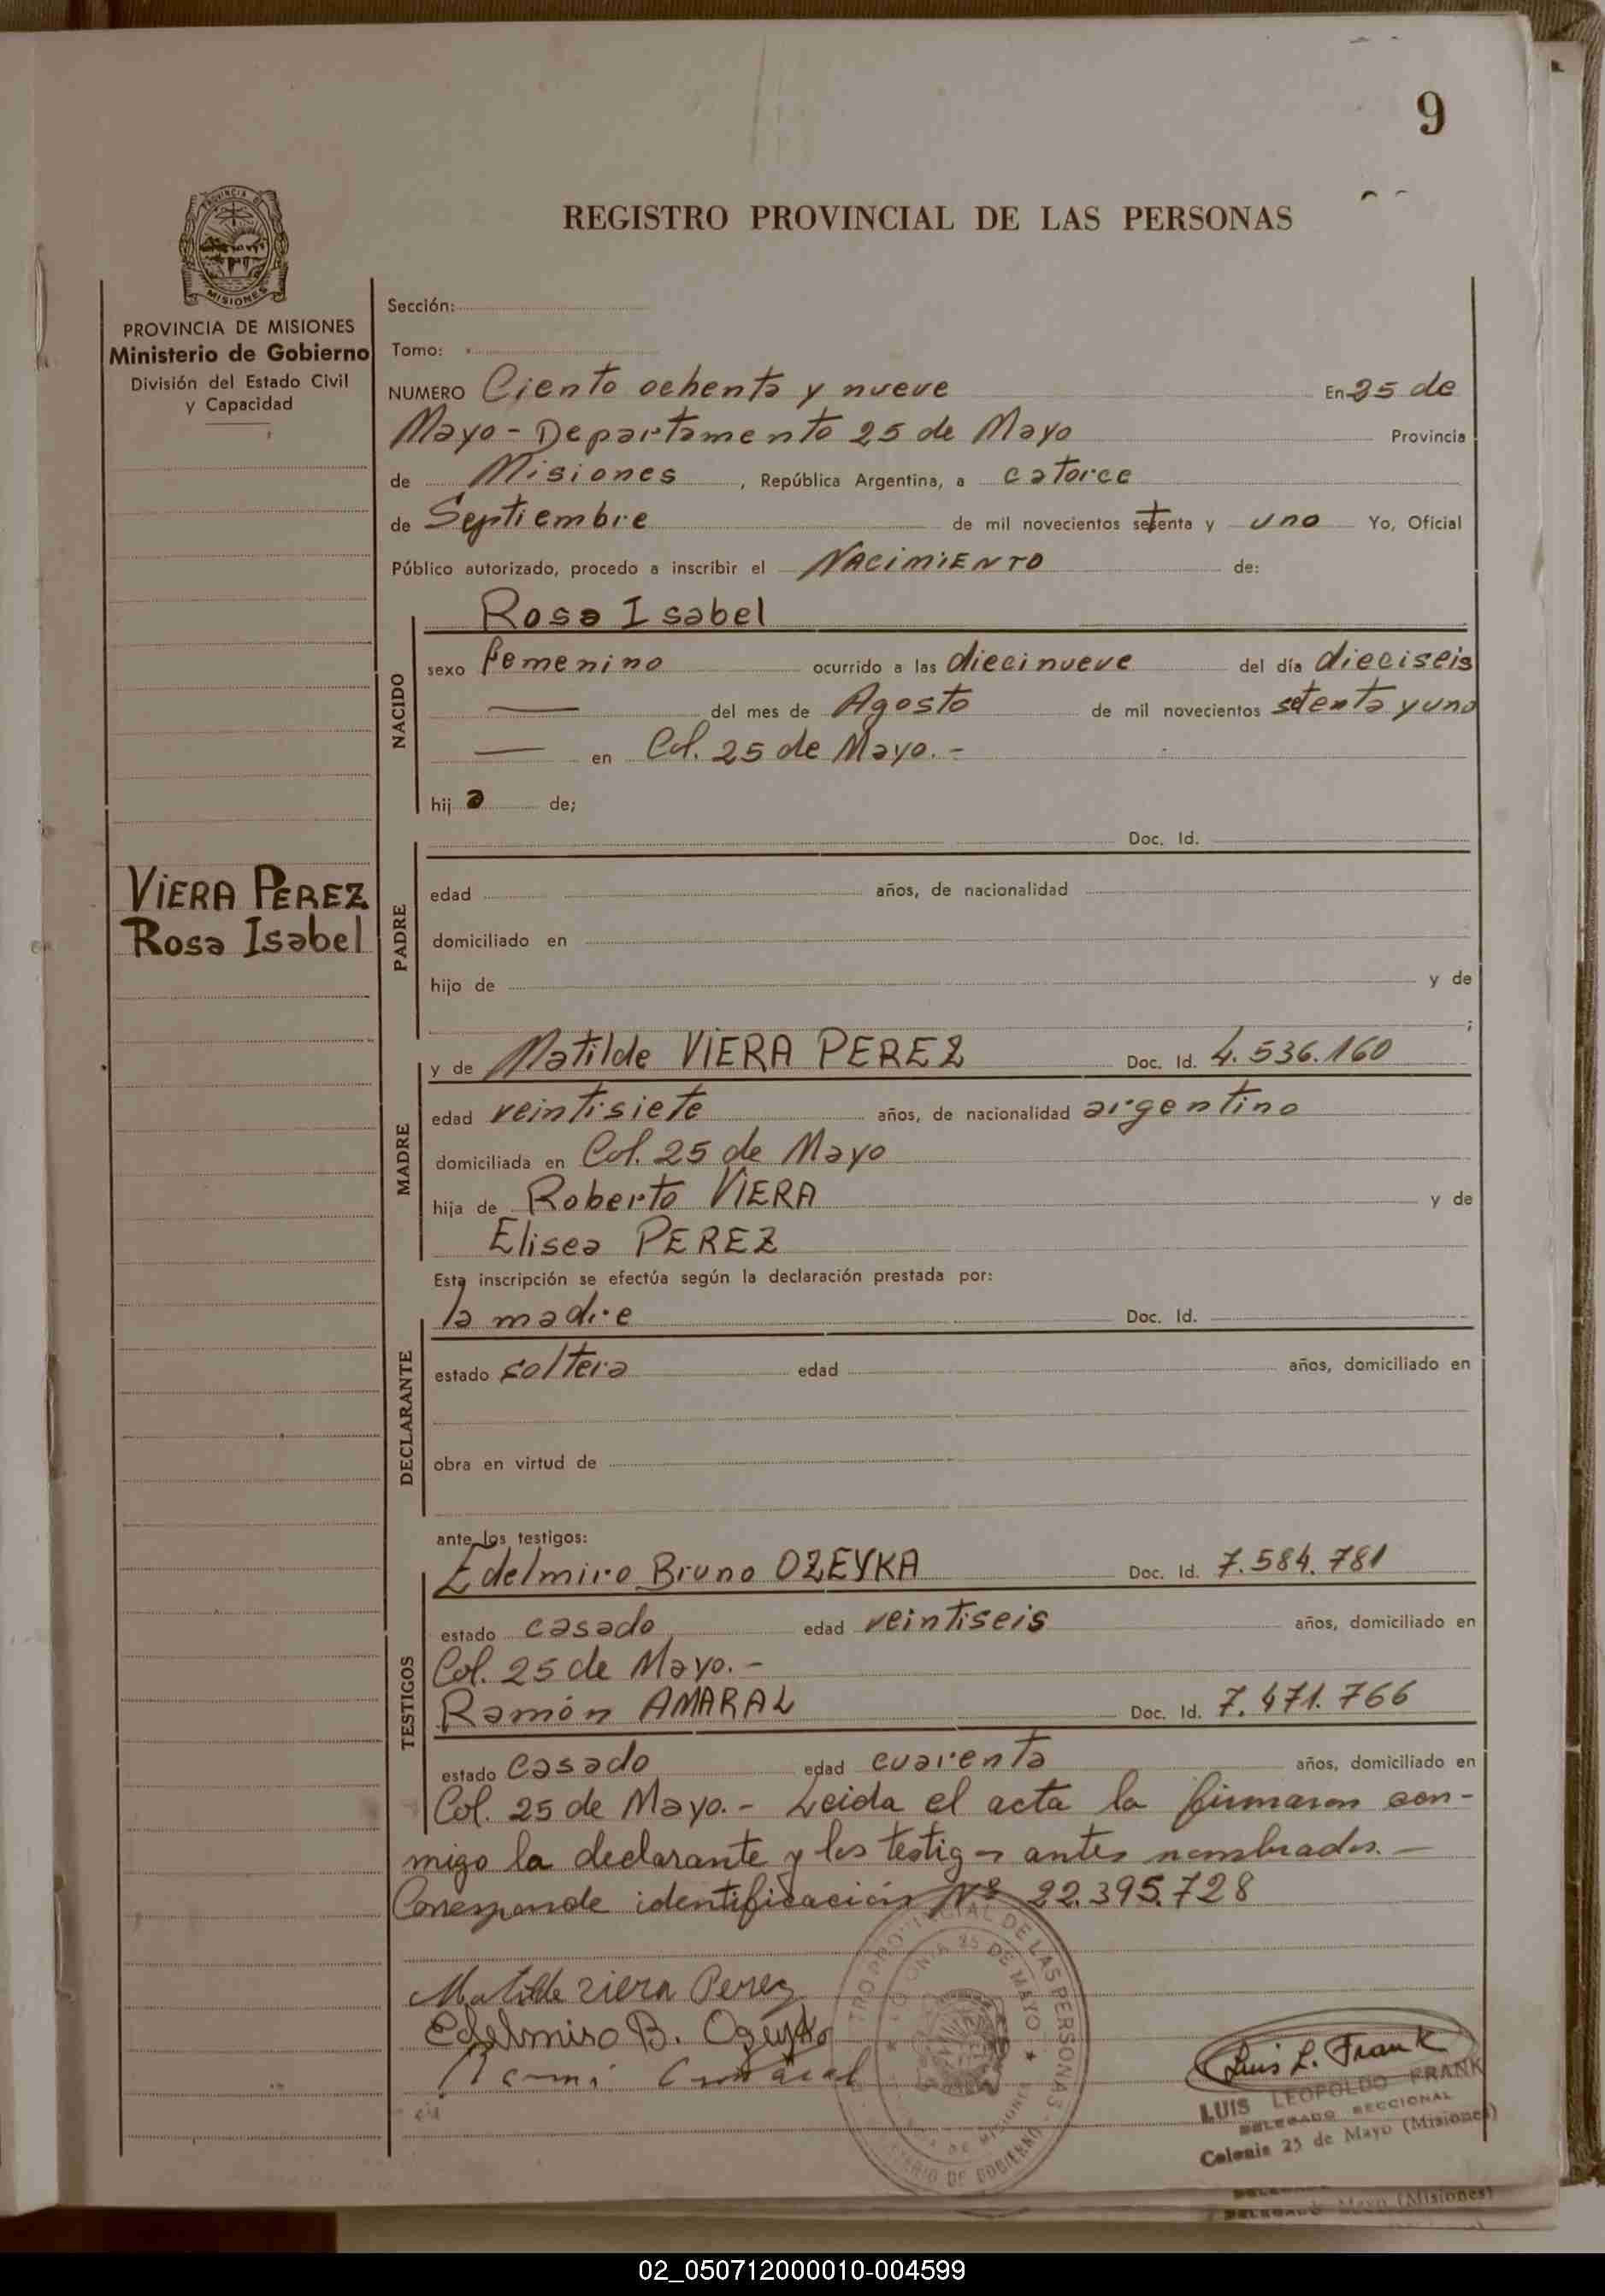 9
REGISTRO PROVINCIAL DE LAS PERSONAS
PROVINCIA DE MISIONES
Ministerio de Gobierno
División del Estado Civil
y Capacidad
Sección:
Tomo:
NUMERO Ciento ochenta y nueve En 25 de
Mayo - Departamento 25 de Mayo Provincia
de Misiones, República Argentina, a catorce
de Septiembre de mil novecientos setenta y uno Yo, Oficial
Público autorizado, procedo a inscribir el NACIMIENTO de:
NACIDO
Rosa Isabel
sexo femenino ocurrido a las diecinueve del día dieciseis
— del mes de Agosto de mil novecientos setenta y uno
— en Col. 25 de Mayo.-
hij a de;
VIERA PEREZ
Rosa Isabel
PADRE
Doc. Id.
edad años, de nacionalidad
domiciliado en
hijo de y de
;
MADRE
y de Matilde VIERA PEREZ Doc. Id. 4.536.160
edad veintisiete años, de nacionalidad argentino
domiciliada en Col. 25 de Mayo
hija de Roberto VIERA y de
Elisea PEREZ
Esta inscripción se efectúa según la declaración prestada por:
DECLARANTE
la madre Doc. Id.
estado soltera edad años, domiciliado en
obra en virtud de
ante los testigos:
TESTIGOS
Edelmiro Bruno OZEYKA Doc. Id. 7.584.781
estado casado edad veintiseis años, domiciliado en
Col. 25 de Mayo.-
Ramón AMARAL Doc. Id. 7.471.766
estado casado edad cuarenta años, domiciliado en
Col. 25 de Mayo.- Leida el acta la firmaron con-
migo la declarante y los testigos antes nombrados.-
Corresponde identificación Nº 22.395.728
Matilde viera Perez
Edelmiro B. Ozeyka
Luis L. Frank
LUIS LEOPOLDO FRANK
DELEGADO SECCIONAL
Colonia 25 de Mayo (Misiones)
02_050712000010-004599